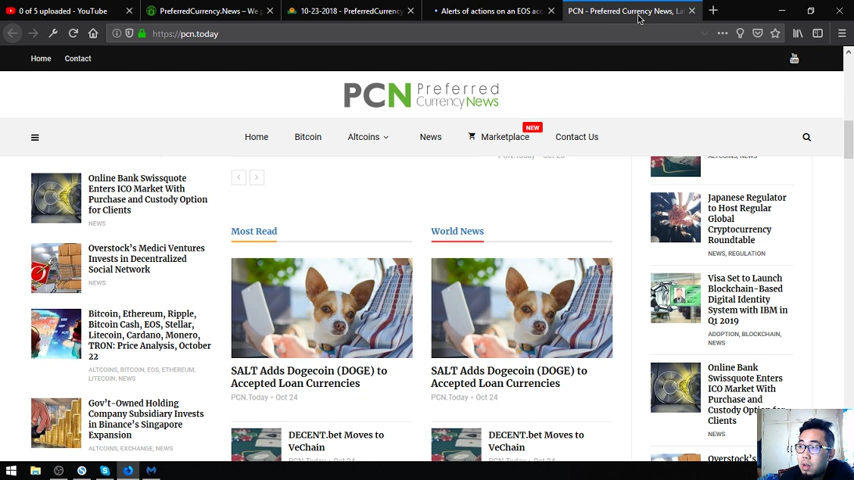 0 of 5 uploaded - YouTube
PreferredCurrency.News – We p
10-23-2018 - PreferredCurrency
Alerts of actions on an EOS acc
PCN - Preferred Currency News, La
https://pcn.today
Home
Contact
PCN Preferred
Currency News
Home
Bitcoin
Altcoins
News
Marketplace
NEW
Contact Us
PCN.Today • Oct 26
Online Bank Swissquote
Enters ICO Market With
Purchase and Custody Option
for Clients
NEWS
Overstock's Medici Ventures
Invests in Decentralized
Social Network
NEWS
Bitcoin, Ethereum, Ripple,
Bitcoin Cash, EOS, Stellar,
Litecoin, Cardano, Monero,
TRON: Price Analysis, October
22
ALTCOINS, BITCOIN, EOS, ETHEREUM,
LITECOIN, NEWS
Gov't-Owned Holding
Company Subsidiary Invests
in Binance's Singapore
Expansion
ALTCOINS, EXCHANGE, NEWS
Most Read
SALT Adds Dogecoin (DOGE) to
Accepted Loan Currencies
PCN.Today • Oct 24
DECENT.bet Moves to
VeChain
World News
SALT Adds Dogecoin (DOGE) to
Accepted Loan Currencies
PCN.Today • Oct 24
DECENT.bet Moves to
VeChain
ALTCOINS, NEWS
Japanese Regulator
to Host Regular
Global
Cryptocurrency
Roundtable
NEWS, REGULATION
Visa Set to Launch
Blockchain-Based
Digital Identity
System with IBM in
Q1 2019
ADOPTION, BLOCKCHAIN,
NEWS
Online Bank
Swissquote Enters
ICO Market With
Purchase and
Custody Option for
Clients
NEWS
Overstock's